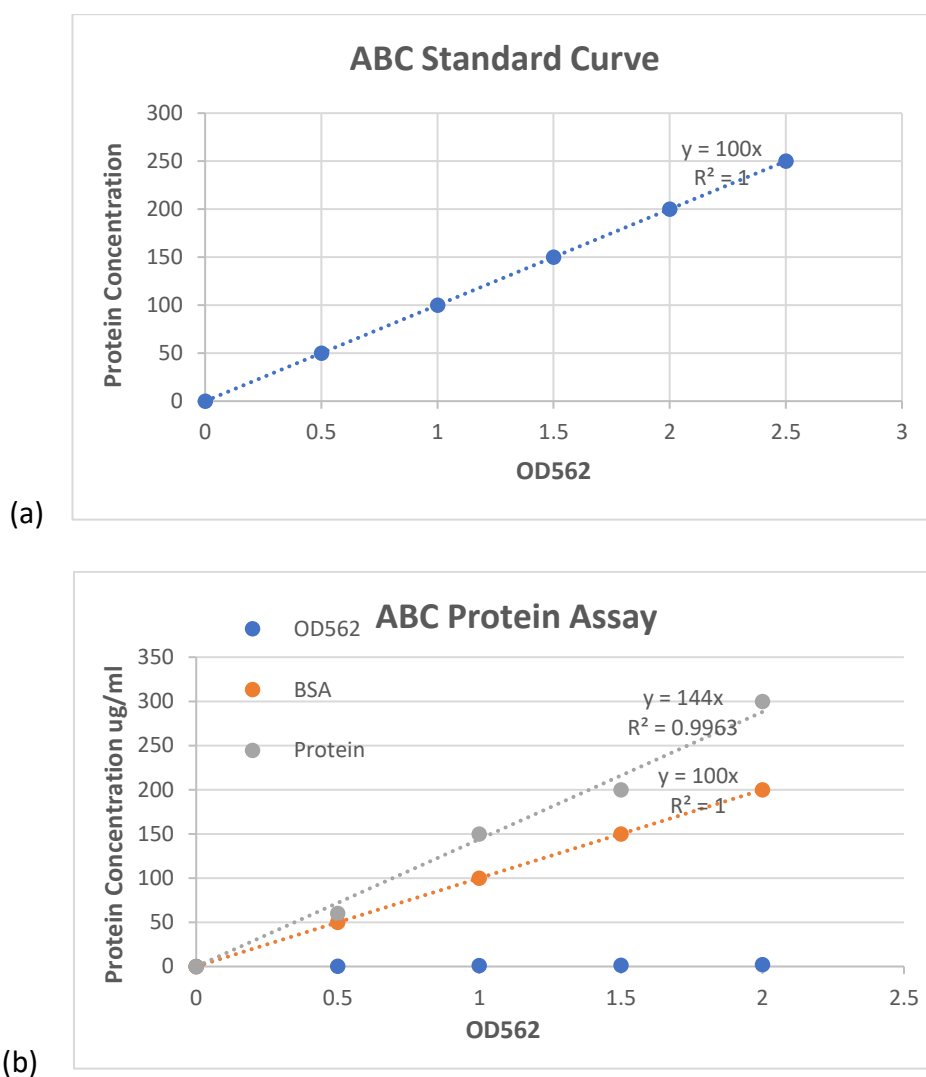 ABC Standard Curve
300
250
200
150
100
50
0
y = 100x
R² = 1
Protein Concentration
0 0.5 1 1.5 2 2.5 3
OD562
(a)
ABC Protein Assay
OD562
BSA
Protein
350
300
250
200
150
100
50
0
y = 144x
R² = 0.9963
y = 100x
R² = 1
Protein Concentration ug/ml
0 0.5 1 1.5 2 2.5
OD562
(b)